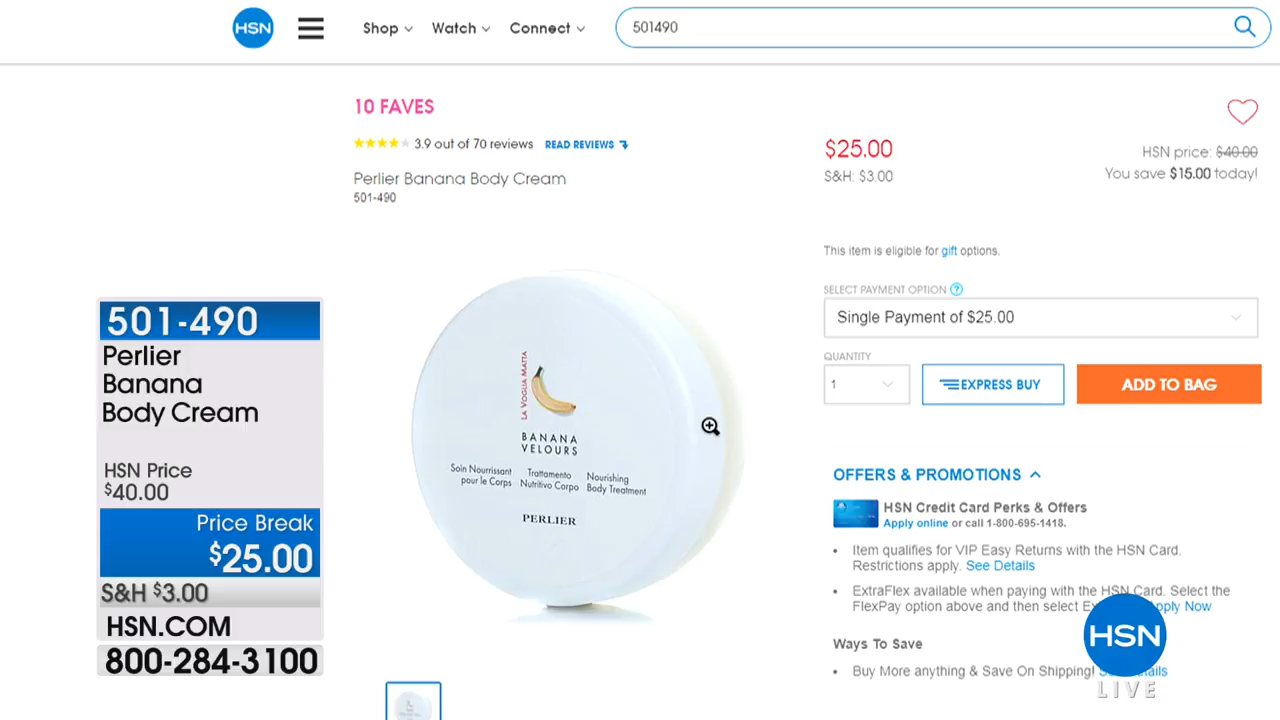 HSN
Shop
Watch
Connect
501490
10 FAVES
3.9 out of 70 reviews
READ REVIEWS
Perlier Banana Body Cream
501-490
$25.00
S&H: $3.00
HSN price: $40.00
You save $15.00 today!
This item is eligible for gift options.
SELECT PAYMENT OPTION ?
Single Payment of $25.00
QUANTITY
1
EXPRESS BUY
ADD TO BAG
501-490
Perlier
Banana
Body Cream
HSN Price
$40.00
Price Break
$25.00
S&H $3.00
HSN.COM
800-284-3100
LA VOGLIA MATTA
BANANA
VELOURS
Soin Nourrissant
pour le Corps
Trattamento
Nutritivo Corpo
Nourishing
Body Treatment
PERLIER
OFFERS & PROMOTIONS
HSN Credit Card Perks & Offers
Apply online or call 1-800-695-1418.
• Item qualifies for VIP Easy Returns with the HSN Card.
Restrictions apply. See Details
• ExtraFlex available when paying with the HSN Card. Select the
FlexPay option above and then select Apply Now
Ways To Save
• Buy More anything & Save On Shipping!
HSN
LIVE